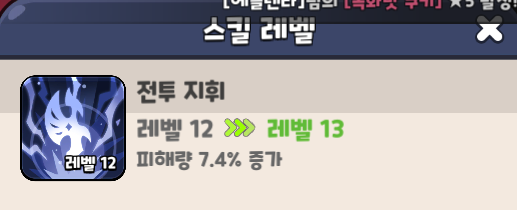 스킬 레벨
전투 지휘
레벨 12 레벨 13
레벨 12
피해량 7.4% 증가